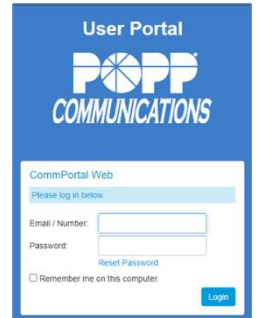 User Portal
POPP
COMMUNICATIONS
CommPortal Web
Please log in below.
Email / Number:
Password:
Reset Password
Remember me on this computer.
Login